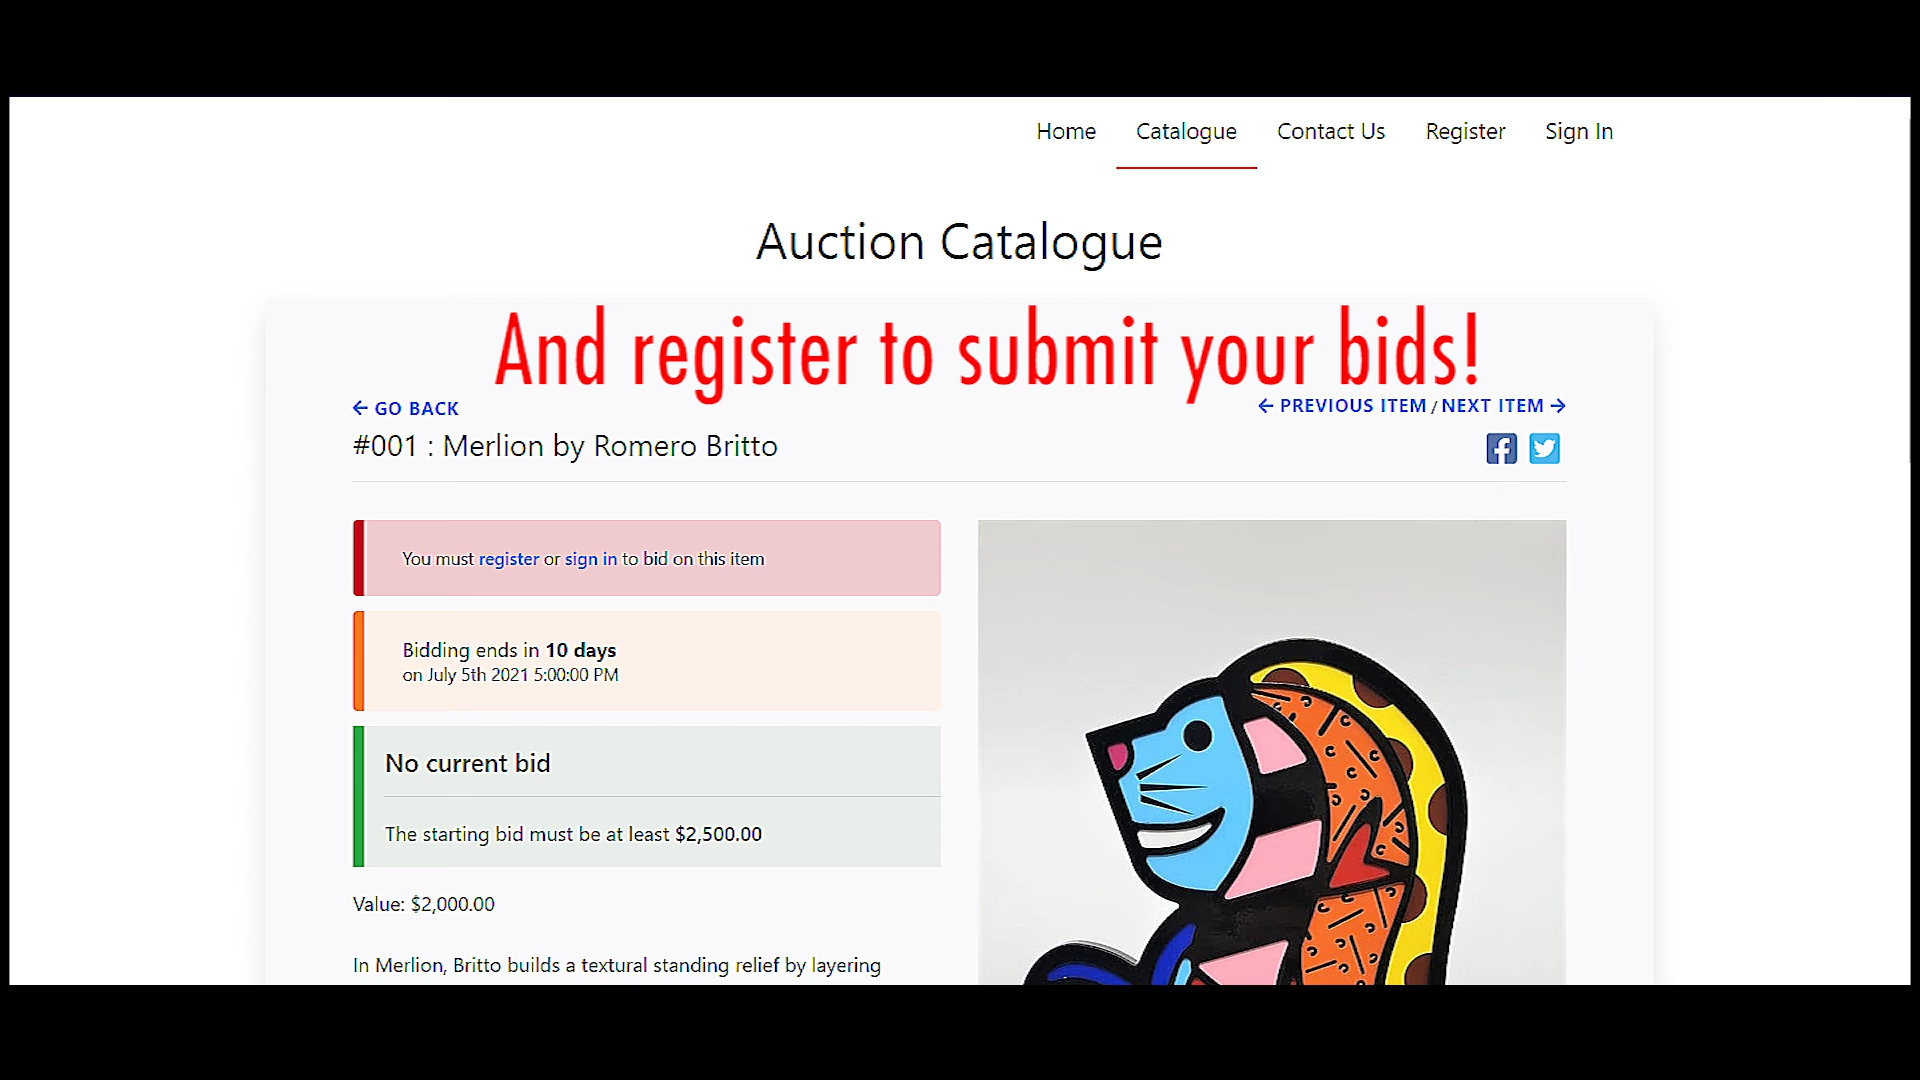 Home Catalogue Contact Us Register Sign In
Auction Catalogue
And register to submit your bids!
← GO BACK
← PREVIOUS ITEM / NEXT ITEM →
#001 : Merlion by Romero Britto
You must register or sign in to bid on this item
Bidding ends in 10 days
on July 5th 2021 5:00:00 PM
No current bid
The starting bid must be at least $2,500.00
Value: $2,000.00
In Merlion, Britto builds a textural standing relief by layering